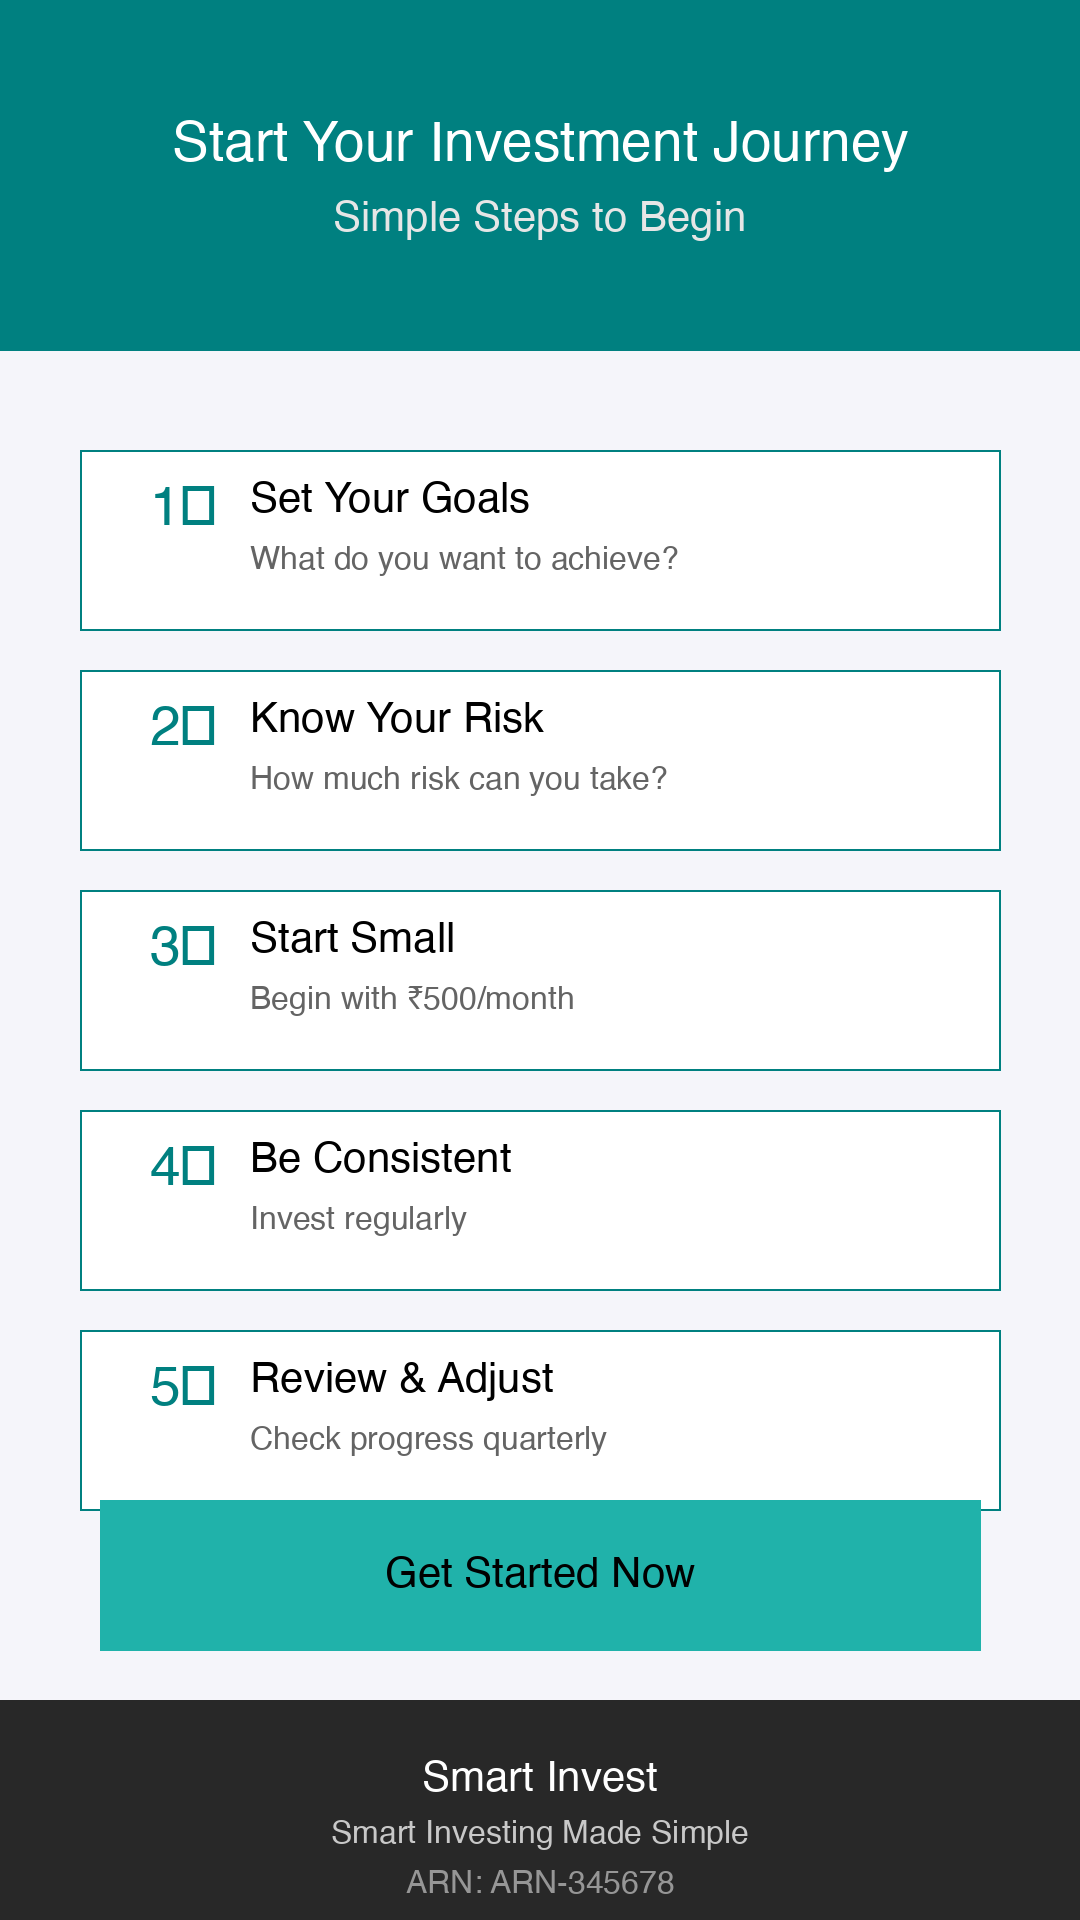 Start Your Investment Journey
Simple Steps to Begin
1
Set Your Goals
What do you want to achieve?
2
Know Your Risk
How much risk can you take?
3
Start Small
Begin with ₹500/month
4
Be Consistent
Invest regularly
5
Review & Adjust
Check progress quarterly
Get Started Now
Smart Invest
Smart Investing Made Simple
ARN: ARN-345678